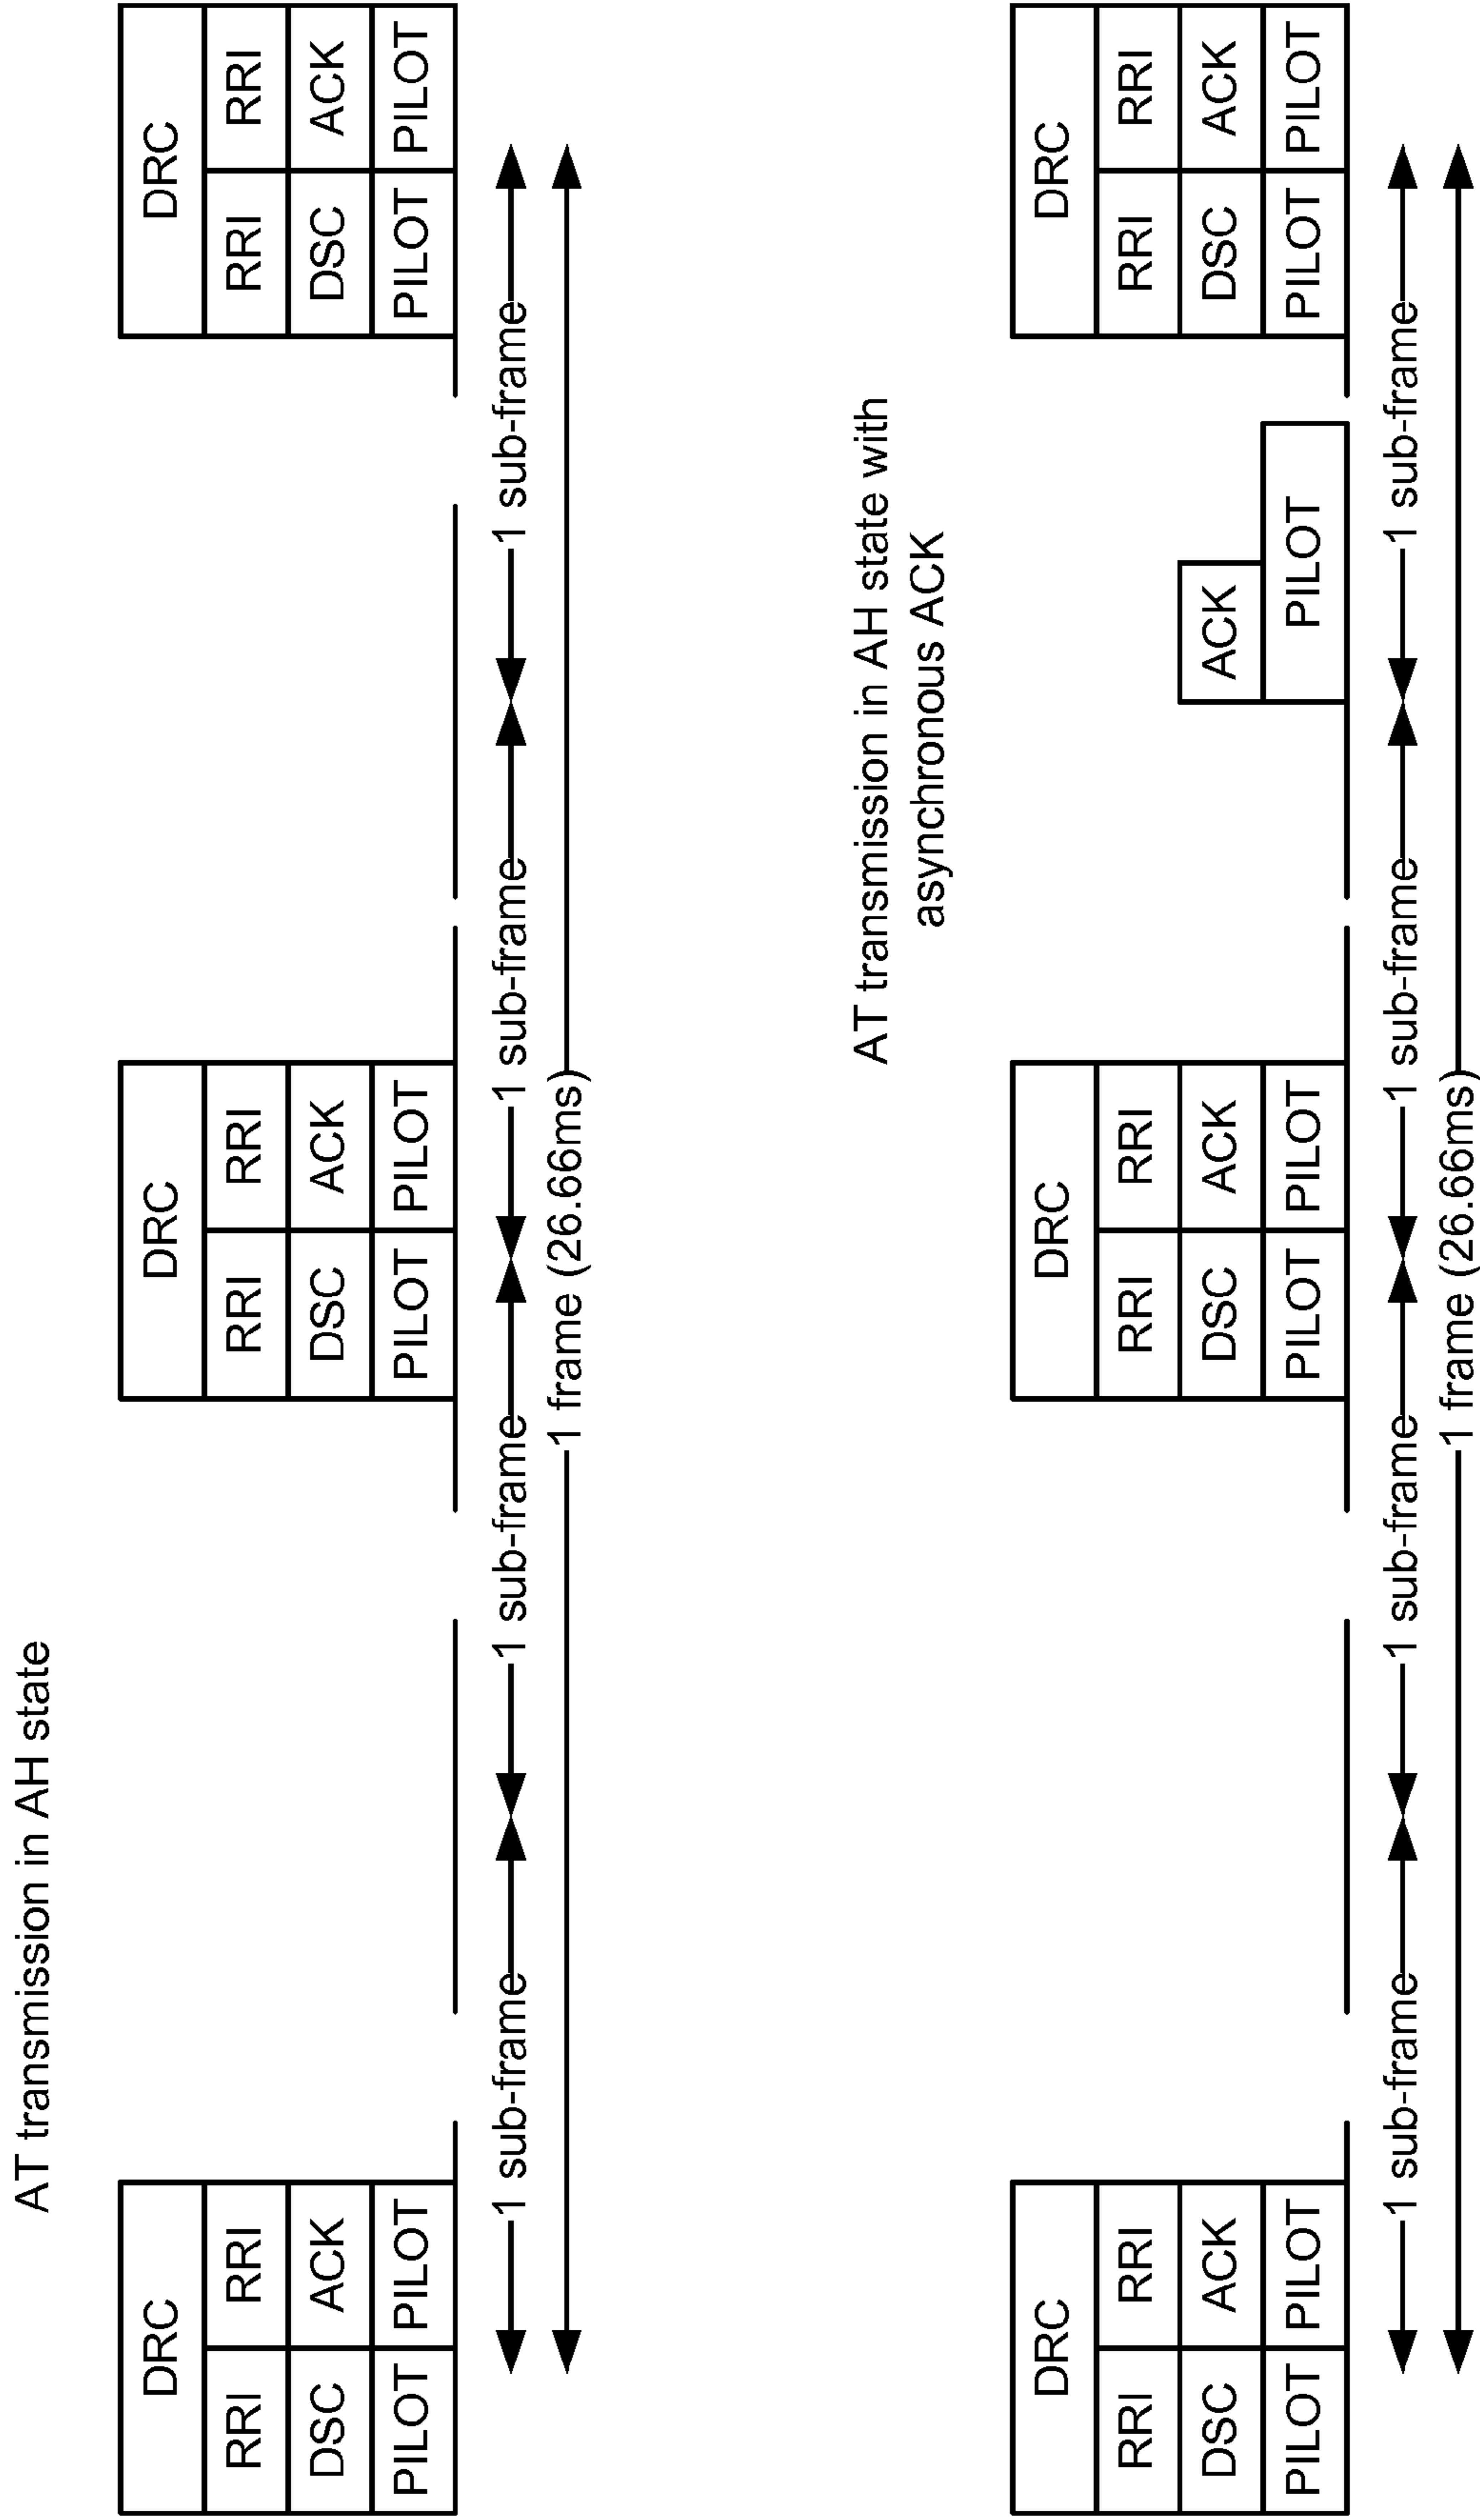 AT transmission in AH state
DRC
DRC
DRC
RRI RRI
RRI RRI
RRI RRI
DSC ACK
DSC ACK
DSC ACK
PILOT PILOT
PILOT PILOT
PILOT PILOT
1 sub-frame
1 sub-frame
1 sub-frame
1 sub-frame
1 frame (26.66ms)
AT transmission in AH state with
asynchronous ACK
DRC
DRC
DRC
RRI RRI
RRI RRI
RRI RRI
DSC ACK
DSC ACK
ACK
DSC ACK
PILOT PILOT
PILOT PILOT
PILOT
PILOT PILOT
1 sub-frame
1 sub-frame
1 sub-frame
1 sub-frame
1 frame (26.66ms)